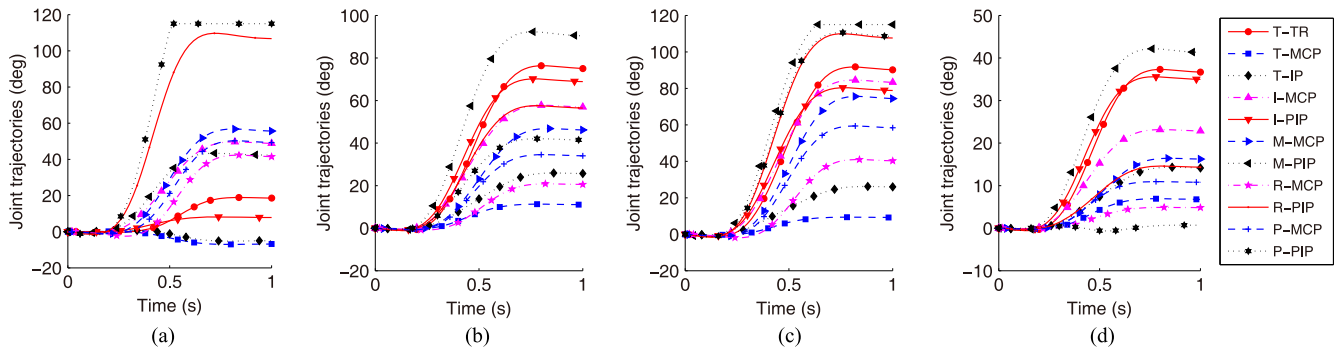 Joint trajectories (deg)
120
100
80
60
40
20
0
−20
0
0.5
1
Time (s)
(a)
Joint trajectories (deg)
100
80
60
40
20
0
−20
0
0.5
1
Time (s)
(b)
Joint trajectories (deg)
120
100
80
60
40
20
0
−20
0
0.5
1
Time (s)
(c)
Joint trajectories (deg)
50
40
30
20
10
0
−10
0
0.5
1
Time (s)
(d)
T−TR
T−MCP
T−IP
I−MCP
I−PIP
M−MCP
M−PIP
R−MCP
R−PIP
P−MCP
P−PIP